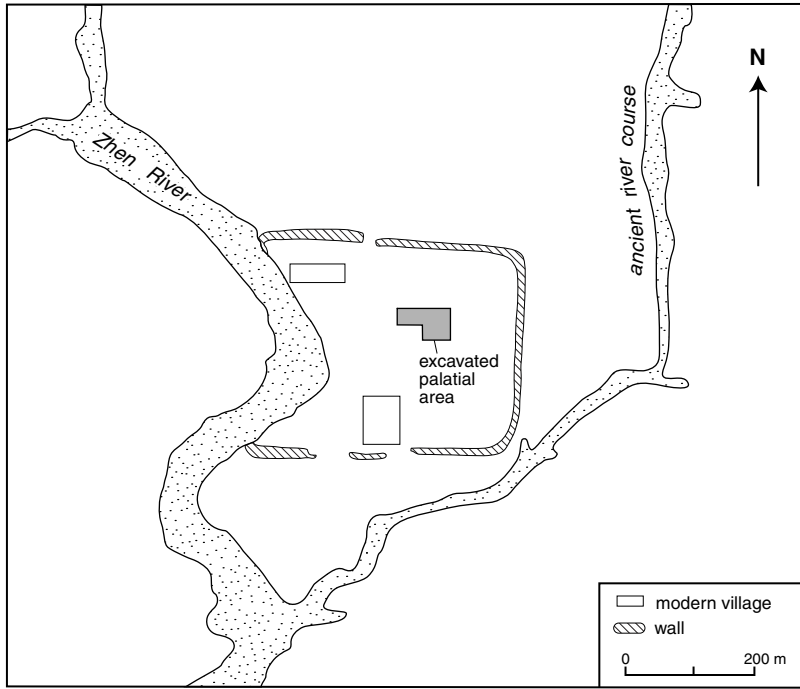 N
Zhen River
ancient river course
excavated
palatial
area
modern village
wall
0 200 m